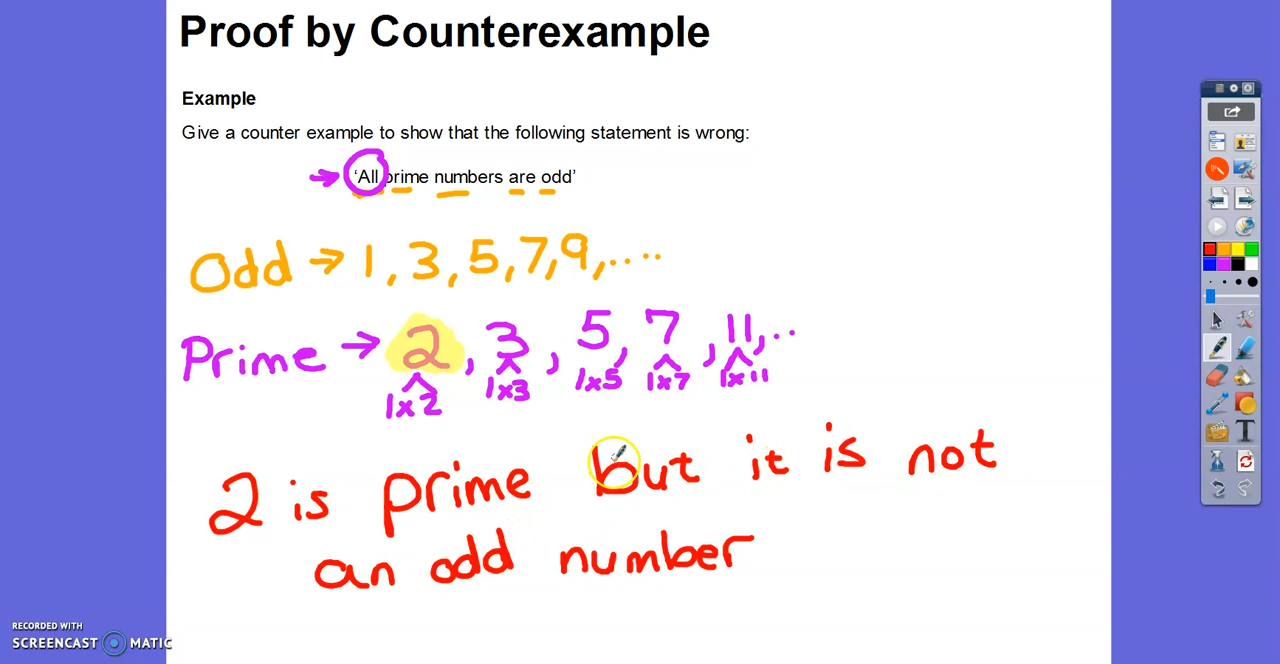 Proof by Counterexample
Example
Give a counter example to show that the following statement is wrong:
→ ‘All prime numbers are odd’
Odd → 1, 3, 5, 7, 9, ....
Prime → 2, 3, 5, 7, 11, ..
1x2 1x3 1x5 1x7 1x11
2 is prime but it is not
an odd number
RECORDED WITH
SCREENCAST MATIC
T